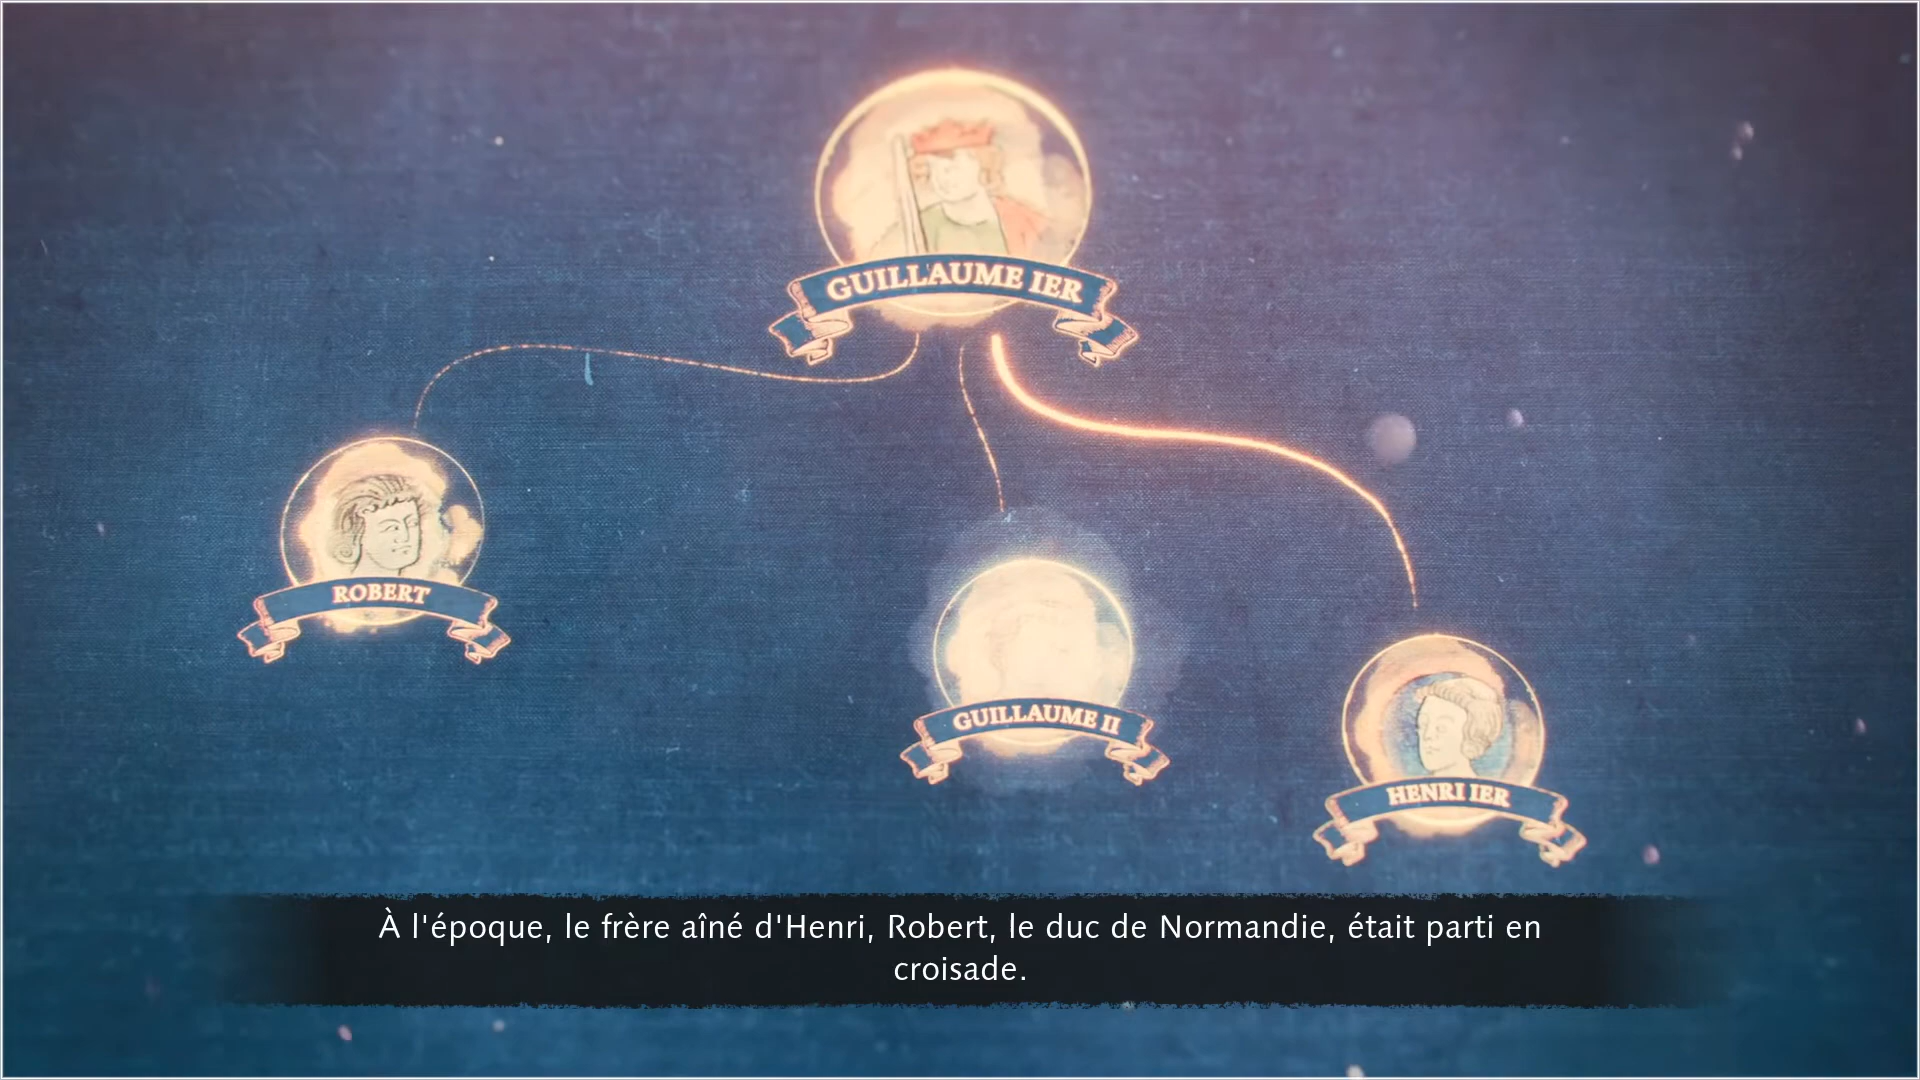 GUILLAUME IER
ROBERT
GUILLAUME II
HENRI IER
À l'époque, le frère aîné d'Henri, Robert, le duc de Normandie, était parti en
croisade.